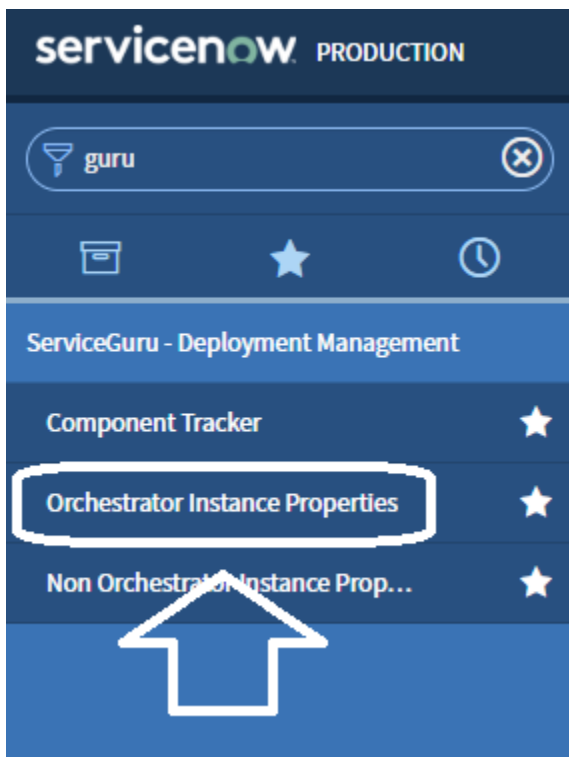 servicenow PRODUCTION
guru
ServiceGuru - Deployment Management
Component Tracker
Orchestrator Instance Properties
Non Orchestrator Instance Prop...